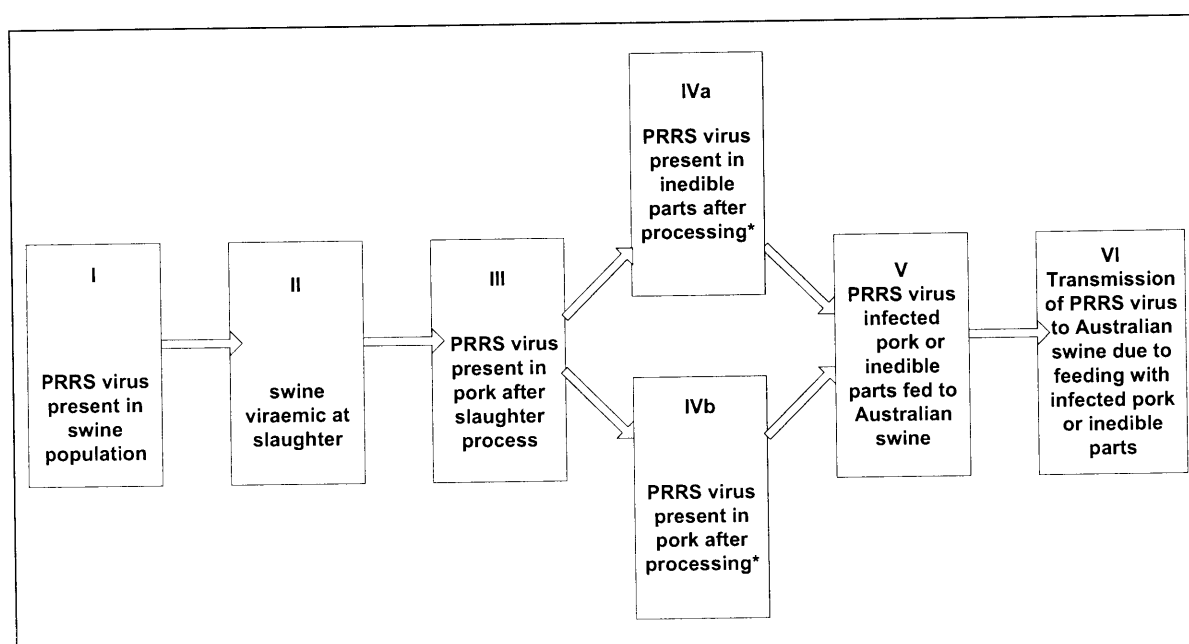 I
PRRS virus
present in
swine
population
II
swine
viraemic at
slaughter
III
PRRS virus
present in
pork after
slaughter
process
IVa
PRRS virus
present in
inedible
parts after
processing*
IVb
PRRS virus
present in
pork after
processing*
V
PRRS virus
infected
pork or
inedible
parts fed to
Australian
swine
VI
Transmission
of PRRS virus
to Australian
swine due to
feeding with
infected pork
or inedible
parts